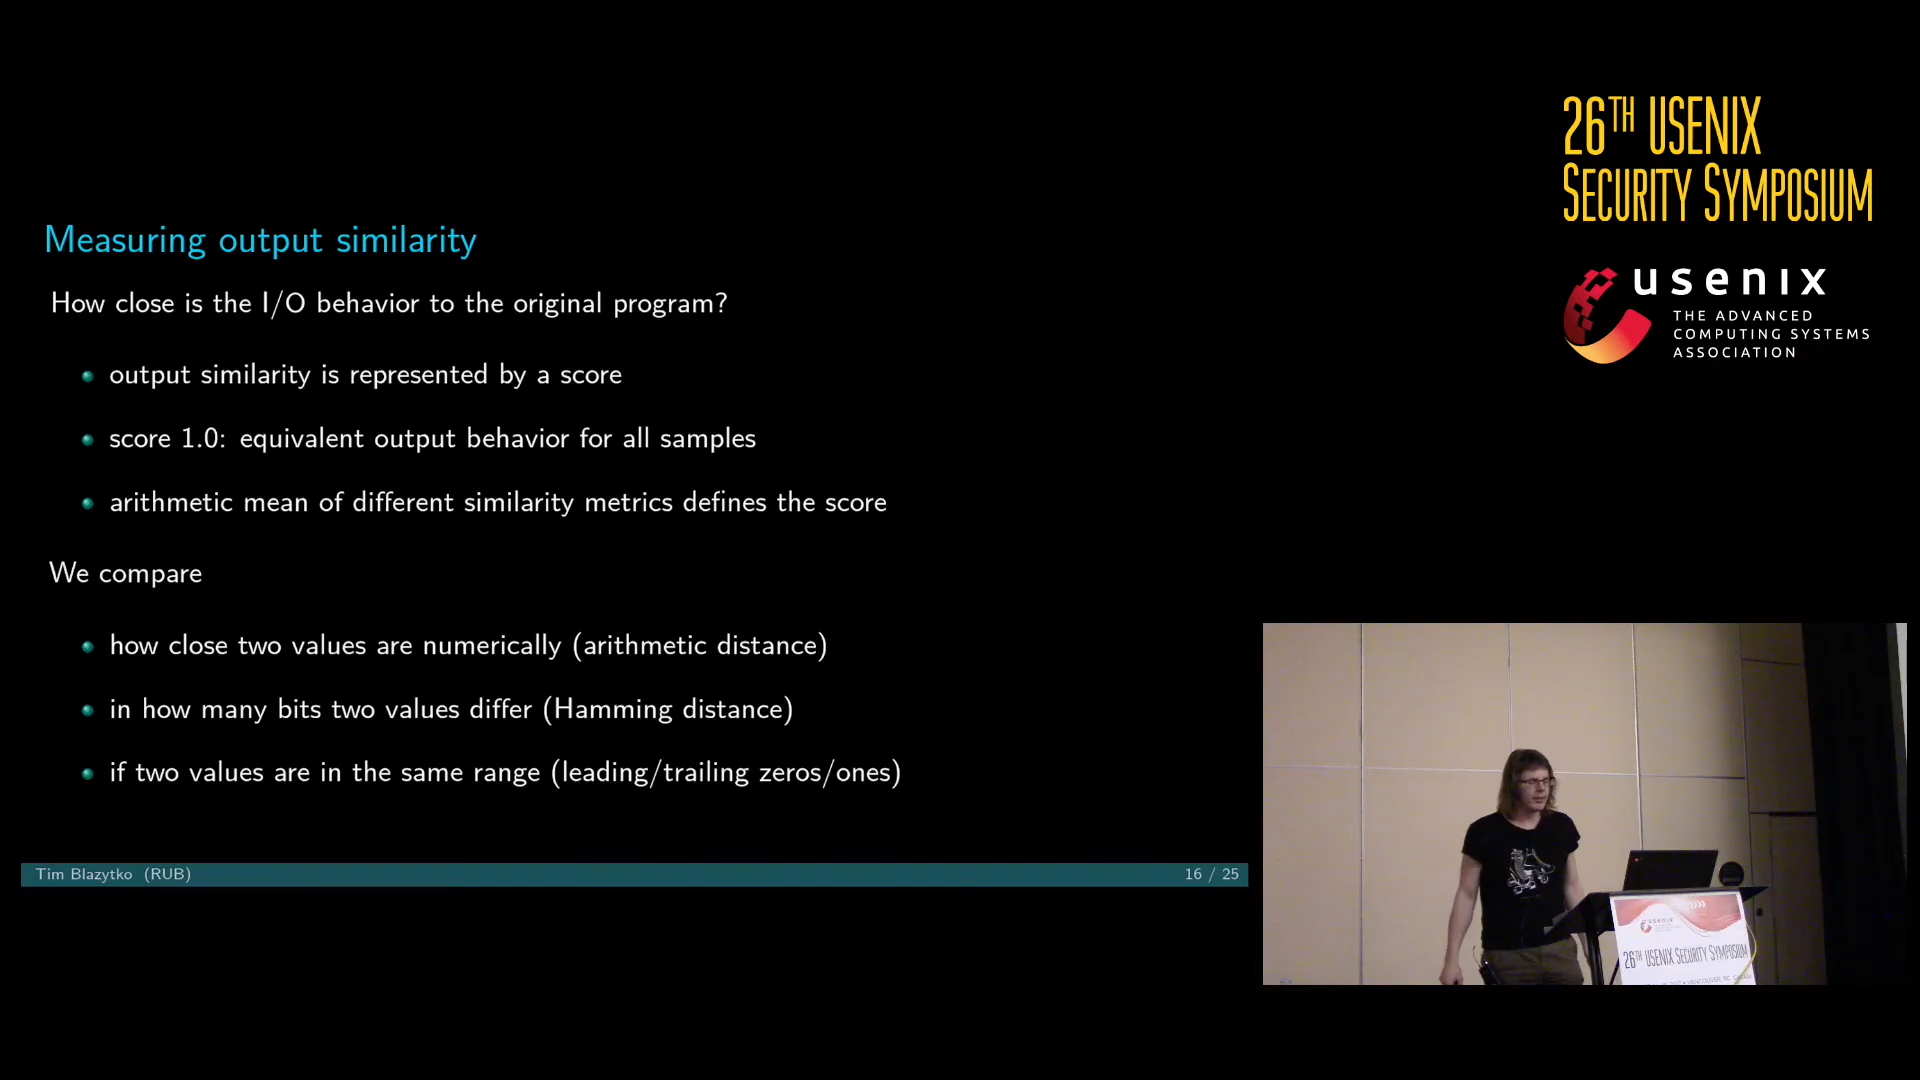 26TH USENIX
SECURITY SYMPOSIUM
usenix
THE ADVANCED
COMPUTING SYSTEMS
ASSOCIATION
Measuring output similarity
How close is the I/O behavior to the original program?
output similarity is represented by a score
score 1.0: equivalent output behavior for all samples
arithmetic mean of different similarity metrics defines the score
We compare
how close two values are numerically (arithmetic distance)
in how many bits two values differ (Hamming distance)
if two values are in the same range (leading/trailing zeros/ones)
Tim Blazytko (RUB)
16 / 25
usenix
26TH USENIX SECURITY SYMPOSIUM